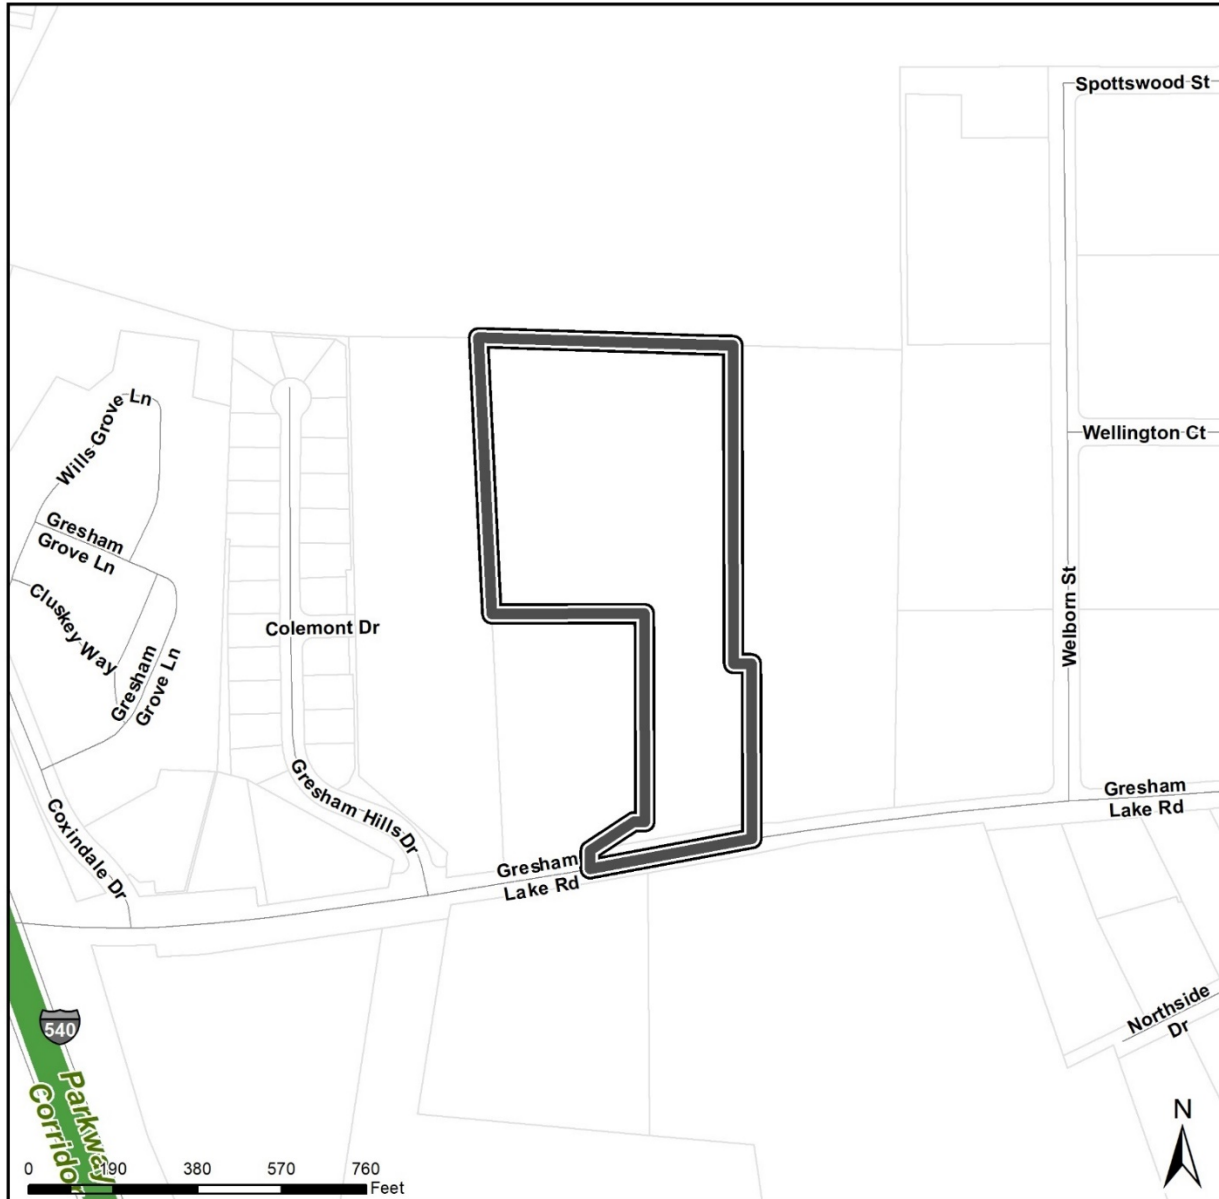 Spottswood St
Wills Grove Ln
Wellington Ct
Gresham
Grove Ln
Cluskey Way
Colemont Dr
Welborn St
Gresham
Grove Ln
Gresham Hills Dr
Gresham
Lake Rd
Coxindale Dr
Gresham
Lake Rd
Northside
Dr
540
Parkway
Corridor
N
0 190 380 570 760
Feet